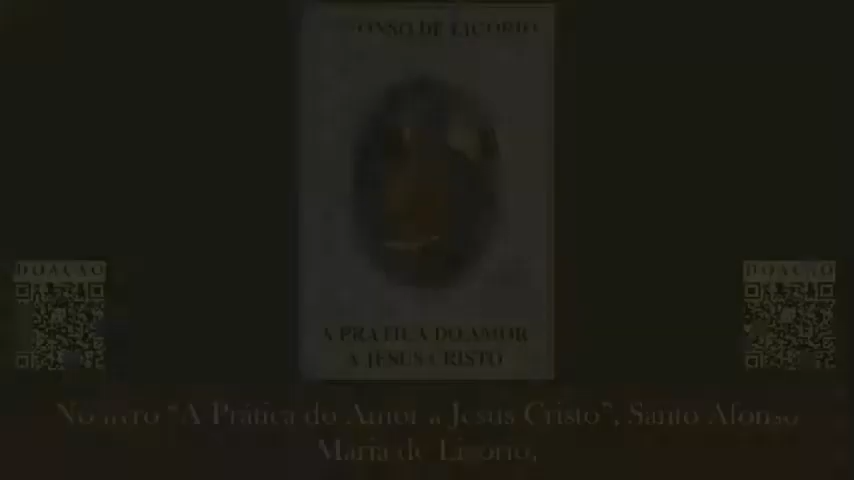 ONSO DE LIGÓRIO
A PRÁTICA DO AMOR
A JESUS CRISTO
DOAÇÃO
DOAÇÃO
No livro “A Prática do Amor a Jesus Cristo”, Santo Afonso
Maria de Ligório,